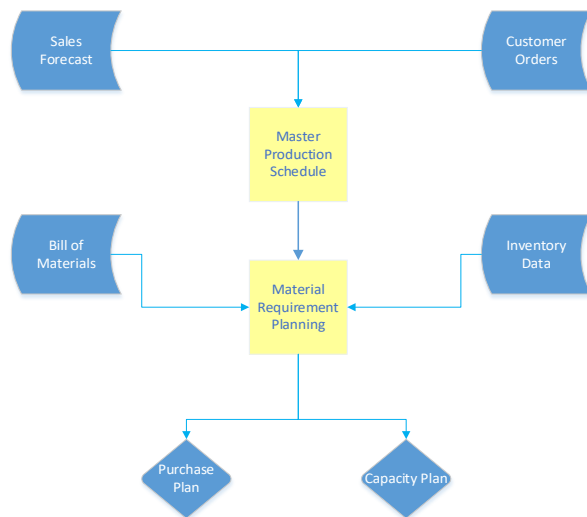 Sales
Forecast
Customer
Orders
Master
Production
Schedule
Bill of
Materials
Inventory
Data
Material
Requirement
Planning
Purchase
Plan
Capacity Plan